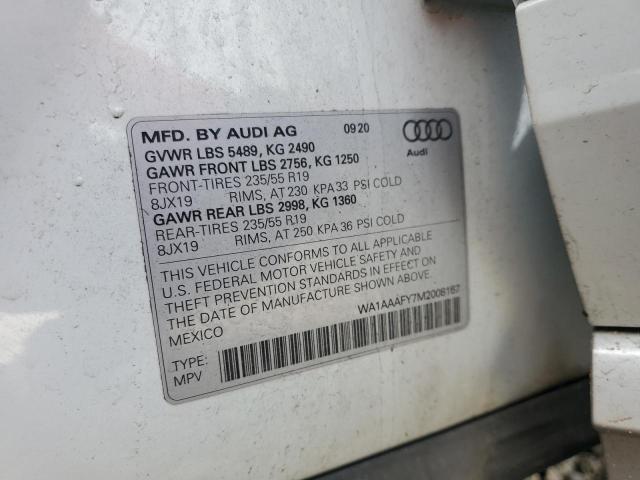 MFD. BY AUDI AG 09 20
GVWR LBS 5489, KG 2490
GAWR FRONT LBS 2756, KG 1250
FRONT-TIRES 235/55 R19
8JX19 RIMS, AT 230 KPA 33 PSI COLD
GAWR REAR LBS 2998, KG 1360
REAR-TIRES 235/55 R19
8JX19 RIMS, AT 250 KPA 36 PSI COLD
Audi
THIS VEHICLE CONFORMS TO ALL APPLICABLE
U.S. FEDERAL MOTOR VEHICLE SAFETY AND
THEFT PREVENTION STANDARDS IN EFFECT ON
THE DATE OF MANUFACTURE SHOWN ABOVE.
MEXICO
WA1AAAFY7M2008167
TYPE:
MPV